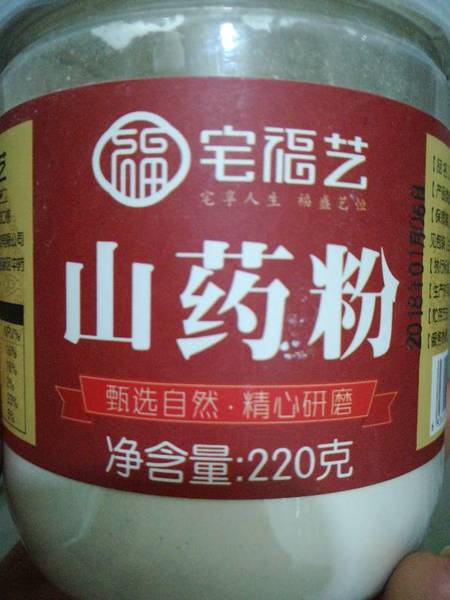 福
宅福艺
宅享人生 福盛艺恒
山药粉
甄选自然·精心研磨
净含量:220克
2018年01月06日